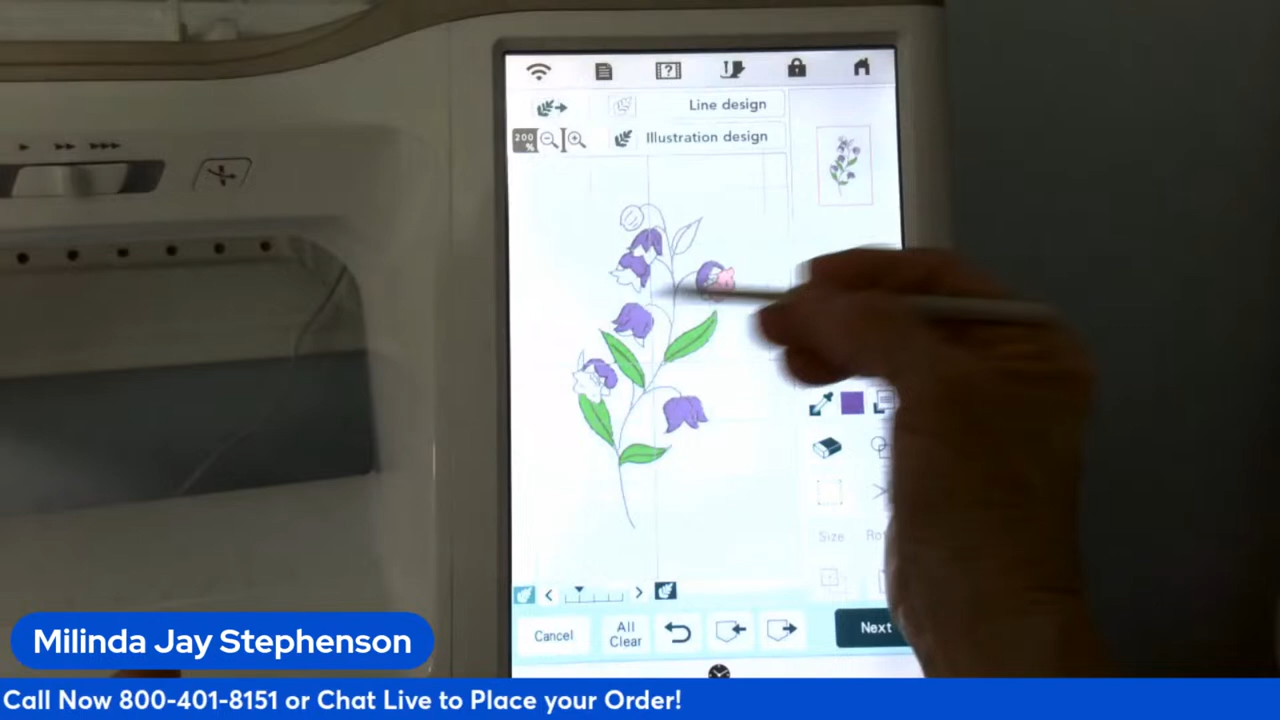 Line design
200
%
Illustration design
Size
Cancel
All
Clear
Next
Milinda Jay Stephenson
Call Now 800-401-8151 or Chat Live to Place your Order!